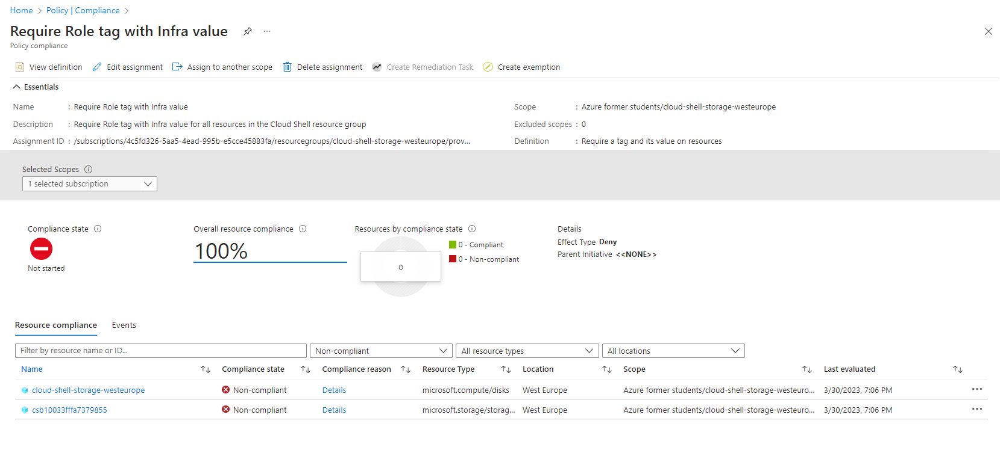 Home > Policy | Compliance >
Require Role tag with Infra value ...
Policy compliance
View definition Edit assignment Assign to another scope Delete assignment Create Remediation Task Create exemption
Essentials
Name : Require Role tag with Infra value Scope : Azure former students/cloud-shell-storage-westeurope
Description : Require Role tag with Infra value for all resources in the Cloud Shell resource group Excluded scopes : 0
Assignment ID : /subscriptions/4c5fd326-5aa5-4ead-995b-e5cce45883fa/resourcegroups/cloud-shell-storage-westeurope/prov... Definition : Require a tag and its value on resources
Selected Scopes
1 selected subscription
Compliance state Overall resource compliance Resources by compliance state Details
Not started
100%
0
0 - Compliant
0 - Non-compliant
Effect Type Deny
Parent Initiative <<NONE>>
Resource compliance Events
Filter by resource name or ID... Non-compliant All resource types All locations
Name Compliance state Compliance reason Resource Type Location Scope Last evaluated
cloud-shell-storage-westeurope Non-compliant Details microsoft.compute/disks West Europe Azure former students/cloud-shell-storage-westeuro... 3/30/2023, 7:06 PM ...
csb10033fffa7379855 Non-compliant Details microsoft.storage/storag... West Europe Azure former students/cloud-shell-storage-westeuro... 3/30/2023, 7:06 PM ...